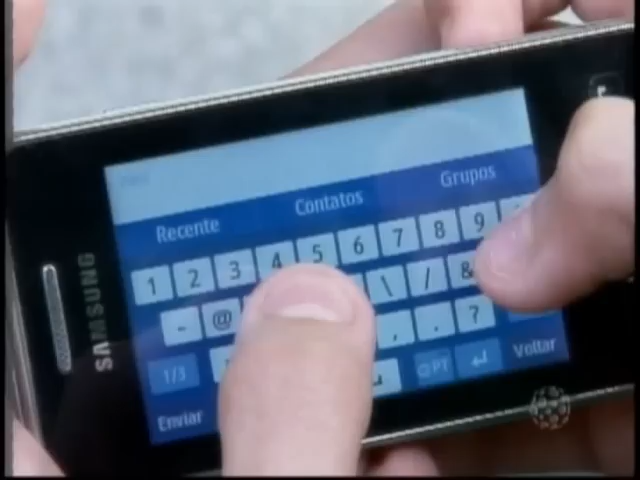 Recente Contatos Grupos
1 2 3 4 5 6 7 8 9
- @ \ / &
, . ?
1/3 PT Voltar
Enviar
SAMSUNG